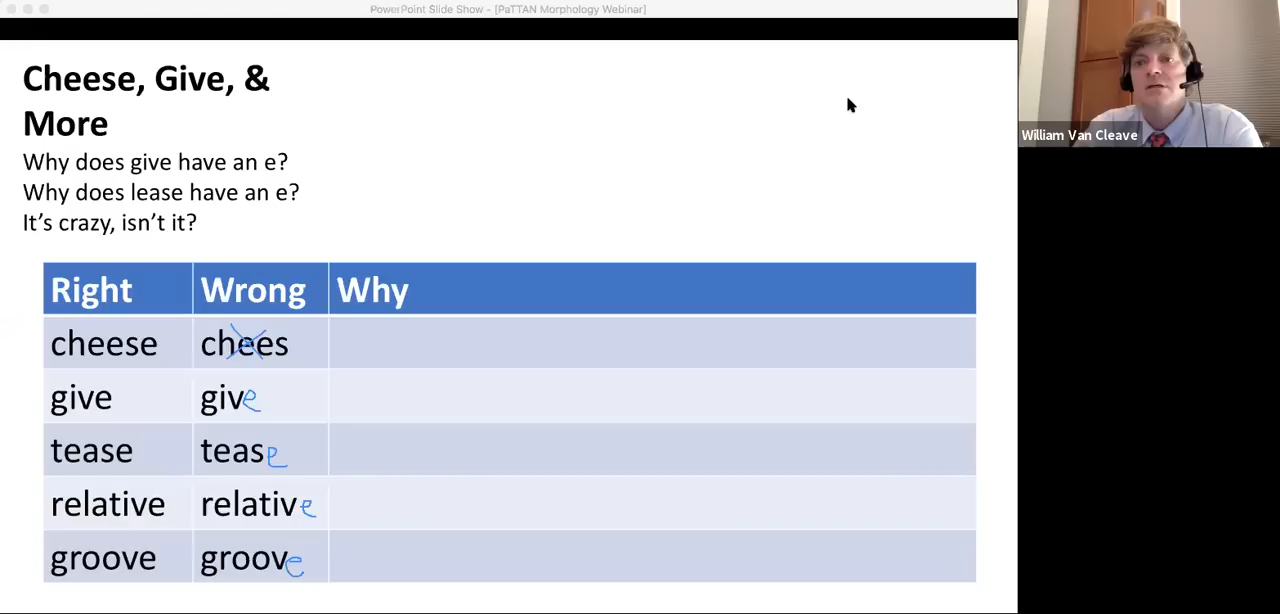 PowerPoint Slide Show - [PaTTAN Morphology Webinar]
William Van Cleave
Cheese, Give, &
More
Why does give have an e?
Why does lease have an e?
It's crazy, isn't it?
Right Wrong Why
cheese chees
give give
tease tease
relative relative
groove groove